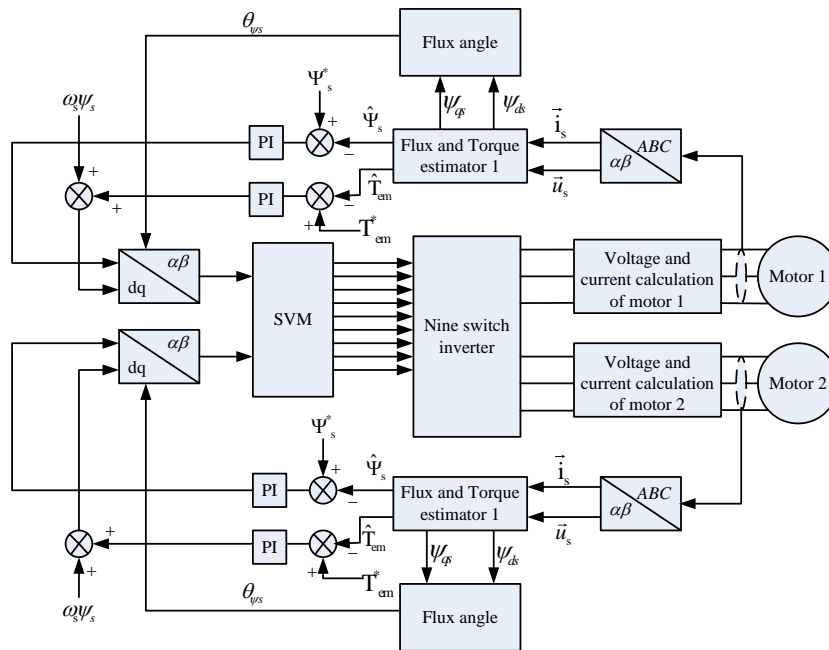 θψs
Flux angle
Ψ*s
ωsψs
ψqs
ψds
+
Ψ̂s
i⃗s
PI
−
Flux and Torque
estimator 1
ABC
αβ
+
T̂em
u⃗s
+
PI
−
+
T*em
αβ
dq
SVM
Nine switch
inverter
Voltage and
current calculation
of motor 1
Motor 1
αβ
dq
Voltage and
current calculation
of motor 2
Motor 2
Ψ*s
+
Ψ̂s
i⃗s
PI
−
Flux and Torque
estimator 1
ABC
αβ
+
T̂em
u⃗s
PI
−
+
+
T*em
ψqs
ψds
ωsψs
θψs
Flux angle